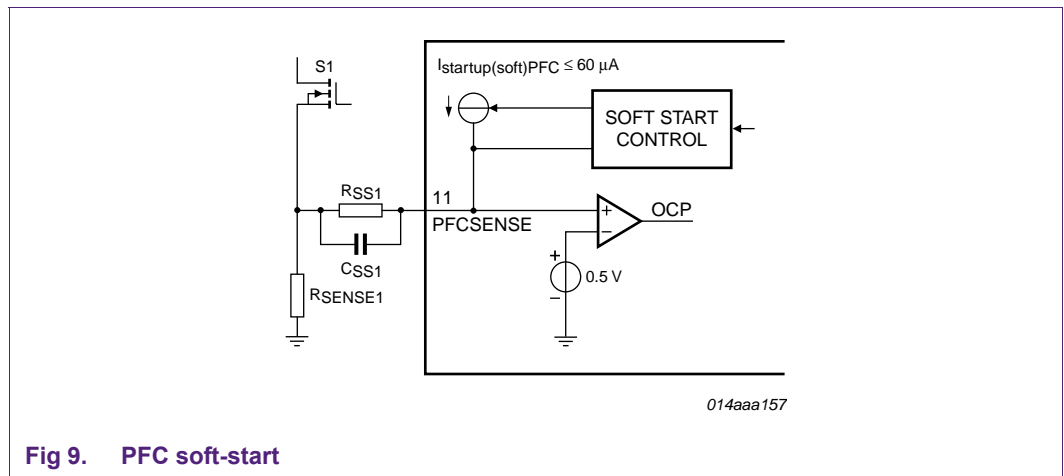 S1
Istartup(soft)PFC ≤ 60 μA
SOFT START
CONTROL
RSS1
11
PFCSENSE
OCP
CSS1
+
−
+
0.5 V
−
RSENSE1
014aaa157
Fig 9. PFC soft-start